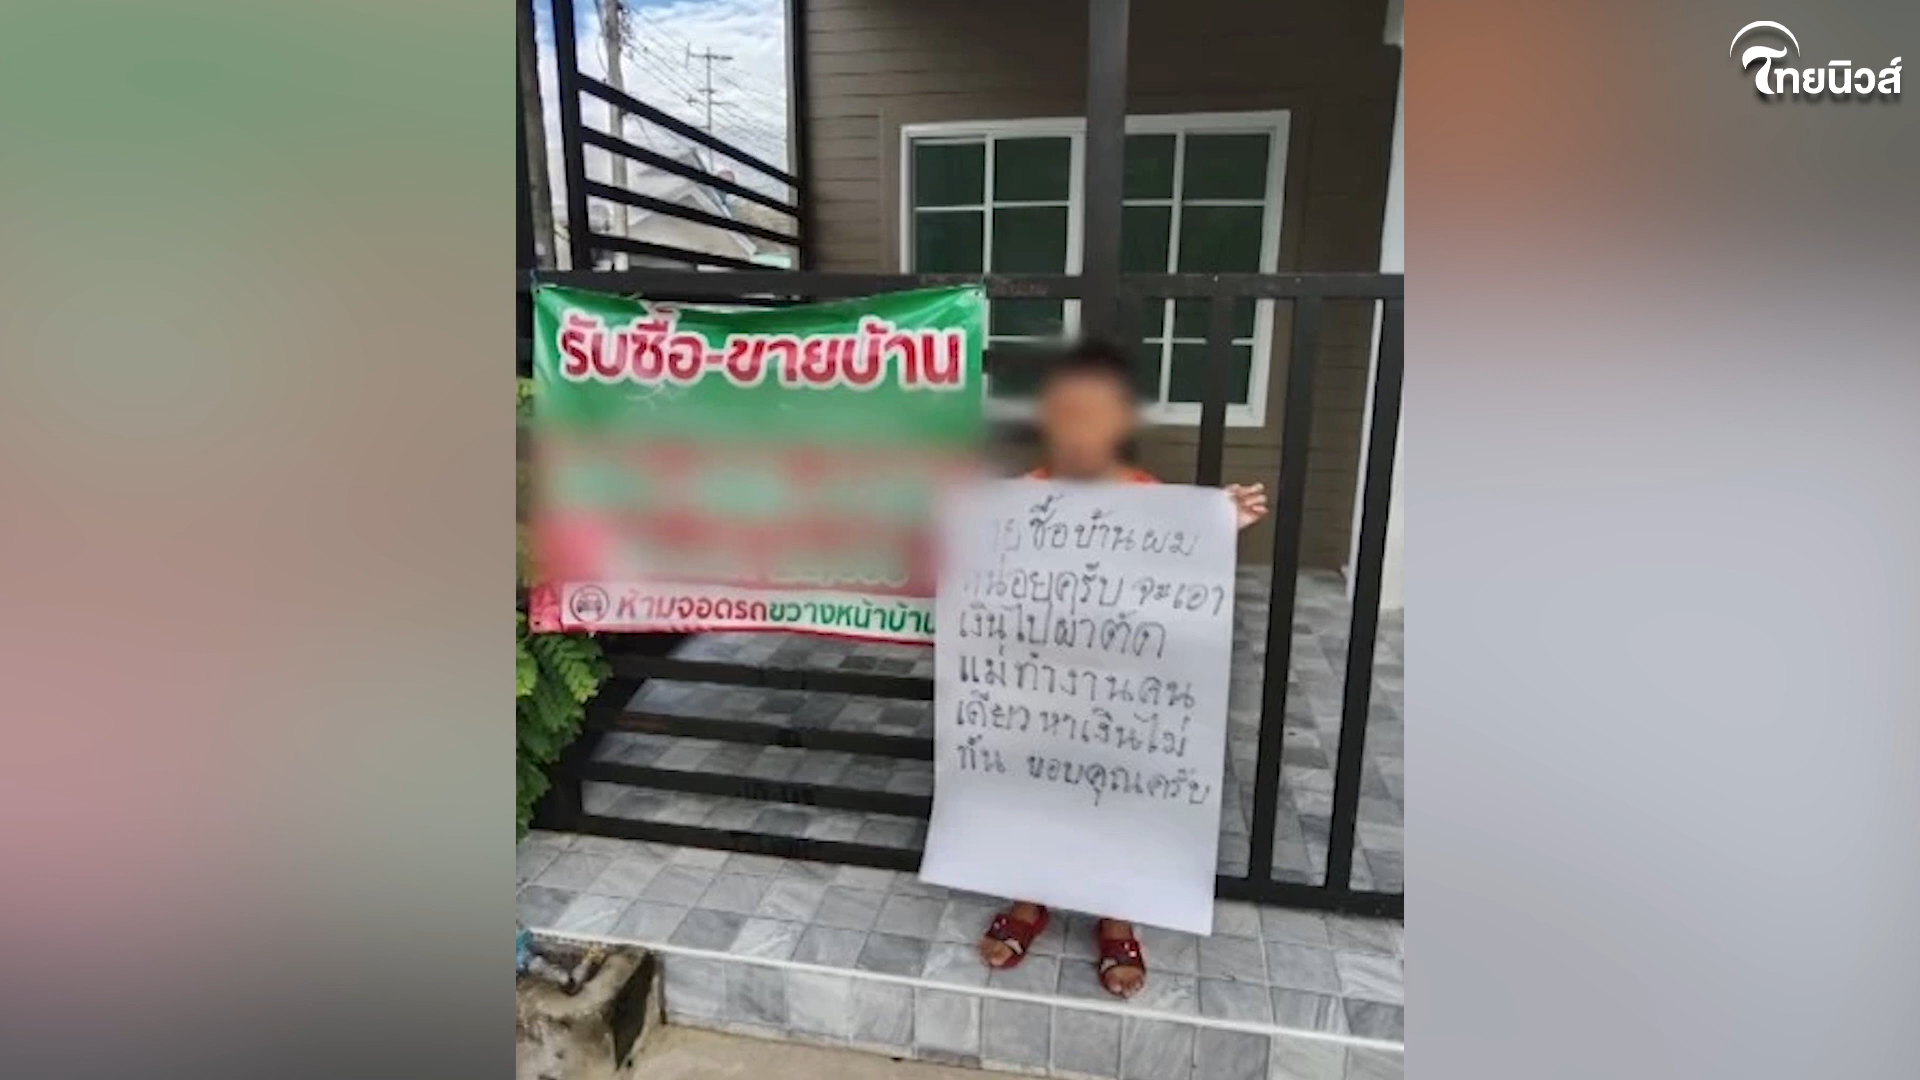 ไทยนิวส์
รับซื้อ-ขายบ้าน
ห้ามจอดรถขวางหน้าบ้าน
ซื้อบ้านผม
หน่อยครับ จะเอา
เงินไปผ่าตัด
แม่ทำงานคน
เดียว หาเงินไม่
ทัน ขอบคุณครับ